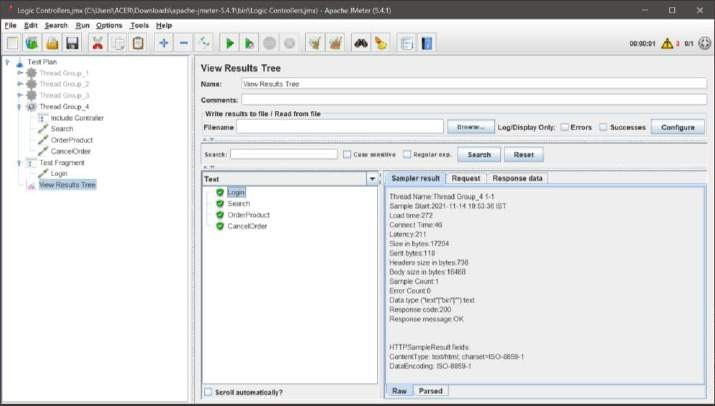 Logic Controllers.jmx (C:\Users\ACER\Downloads\apache-jmeter-5.4.1\bin\Logic Controllers.jmx) - Apache JMeter (5.4.1)
File Edit Search Run Options Tools Help
00:00:01 3 0/1
Test Plan
Thread Group_1
Thread Group_2
Thread Group_3
Thread Group_4
Include Controller
Search
OrderProduct
CancelOrder
Test Fragment
Login
View Results Tree
View Results Tree
Name: View Results Tree
Comments:
Write results to file / Read from file
Filename Browse... Log/Display Only: Errors Successes Configure
Search: Case sensitive Regular exp. Search Reset
Text
Login
Search
OrderProduct
CancelOrder
Scroll automatically?
Sampler result Request Response data
Thread Name:Thread Group_4 1-1
Sample Start:2021-11-14 19:53:36 IST
Load time:272
Connect Time:46
Latency:211
Size in bytes:17204
Sent bytes:118
Headers size in bytes:736
Body size in bytes:16468
Sample Count:1
Error Count:0
Data type ("text"|"bin"|""):text
Response code:200
Response message:OK
HTTPSampleResult fields:
ContentType: text/html; charset=ISO-8859-1
DataEncoding: ISO-8859-1
Raw Parsed